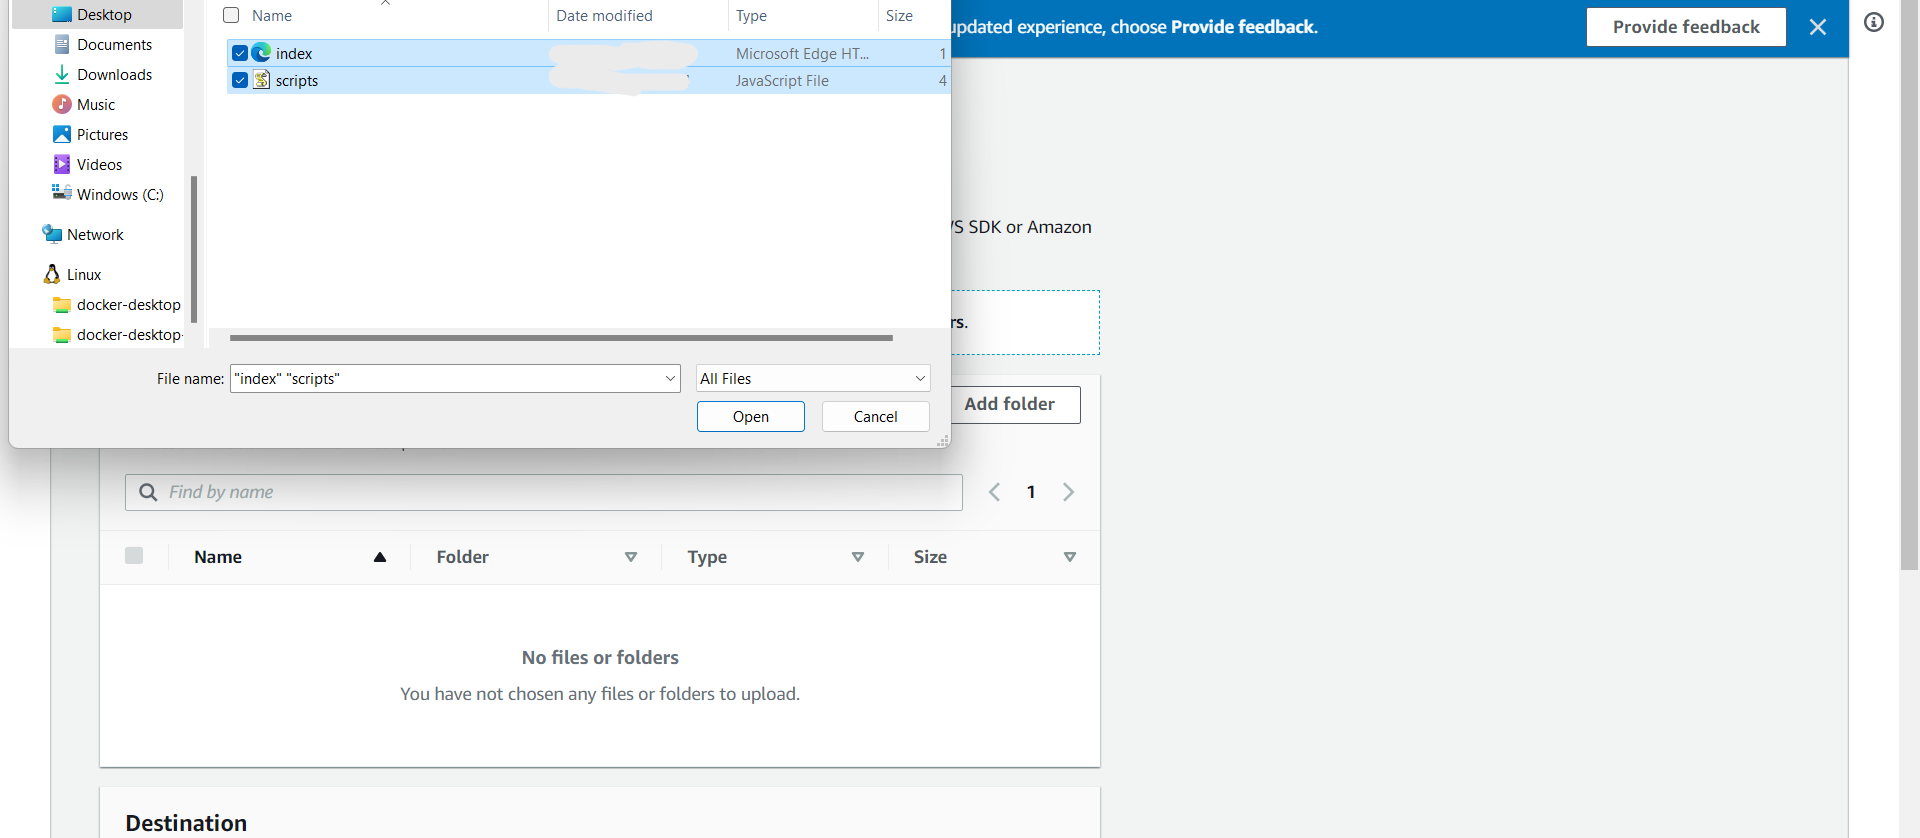 Desktop
Documents
Downloads
Music
Pictures
Videos
Windows (C:)
Network
Linux
docker-desktop
docker-desktop-
Name Date modified Type Size
index Microsoft Edge HT... 1
scripts JavaScript File 4
File name: "index" "scripts" All Files
Open Cancel
updated experience, choose Provide feedback.
Provide feedback
/S SDK or Amazon
rs.
Add folder
Find by name
1
Name Folder Type Size
No files or folders
You have not chosen any files or folders to upload.
Destination